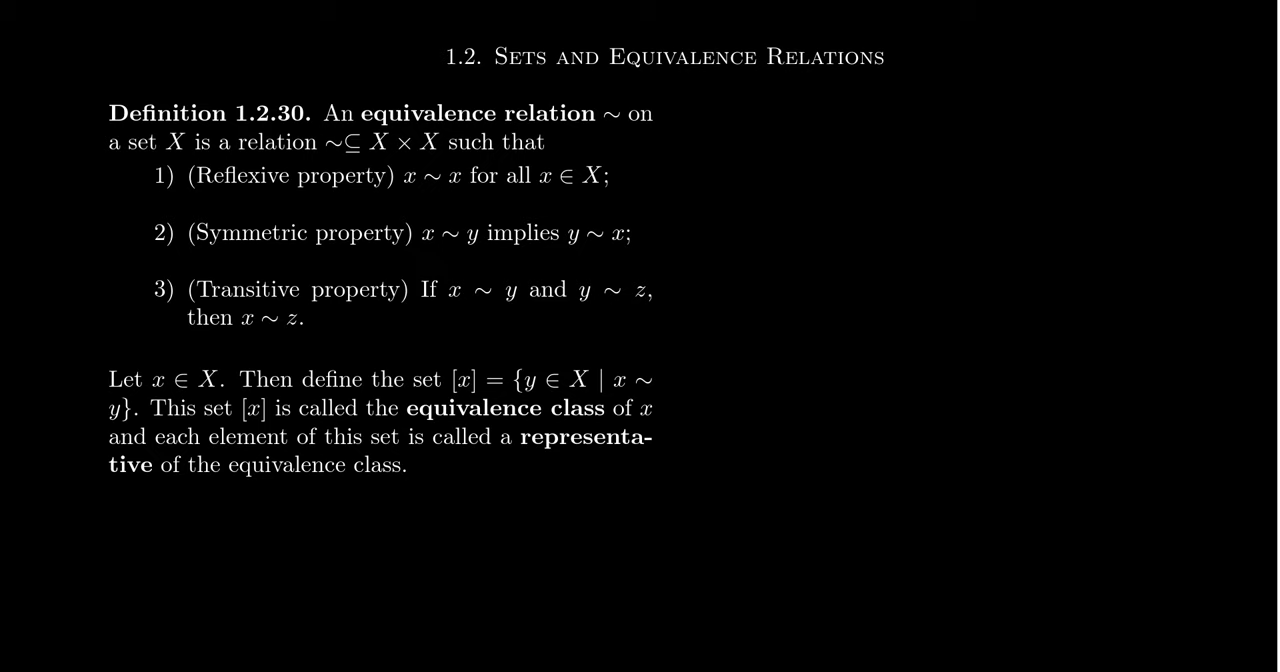 1.2. Sets and Equivalence Relations
Definition 1.2.30. An equivalence relation ∼ on
a set X is a relation ∼⊆ X × X such that
1) (Reflexive property) x ∼ x for all x ∈ X;
2) (Symmetric property) x ∼ y implies y ∼ x;
3) (Transitive property) If x ∼ y and y ∼ z,
then x ∼ z.
Let x ∈ X. Then define the set [x] = {y ∈ X | x ∼
y}. This set [x] is called the equivalence class of x
and each element of this set is called a representa-
tive of the equivalence class.